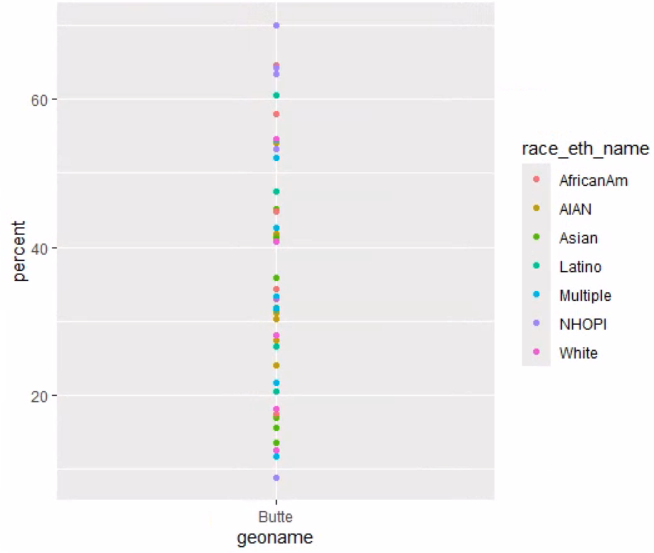 percent
60
40
20
Butte
geoname
race_eth_name
AfricanAm
AIAN
Asian
Latino
Multiple
NHOPI
White